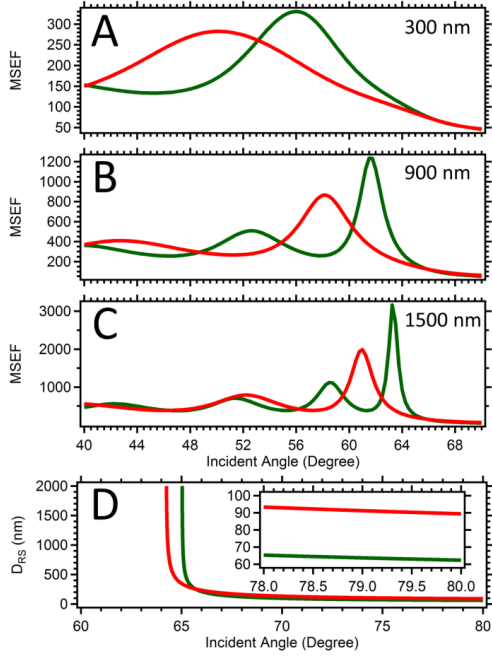 A
300 nm
MSEF
300
250
200
150
100
50
B
900 nm
MSEF
1200
1000
800
600
400
200
C
1500 nm
MSEF
3000
2000
1000
40 44 48 52 56 60 64 68
Incident Angle (Degree)
D
D_RS (nm)
2000
1500
1000
500
0
100
90
80
70
60
78.0 78.5 79.0 79.5 80.0
60 65 70 75 80
Incident Angle (Degree)